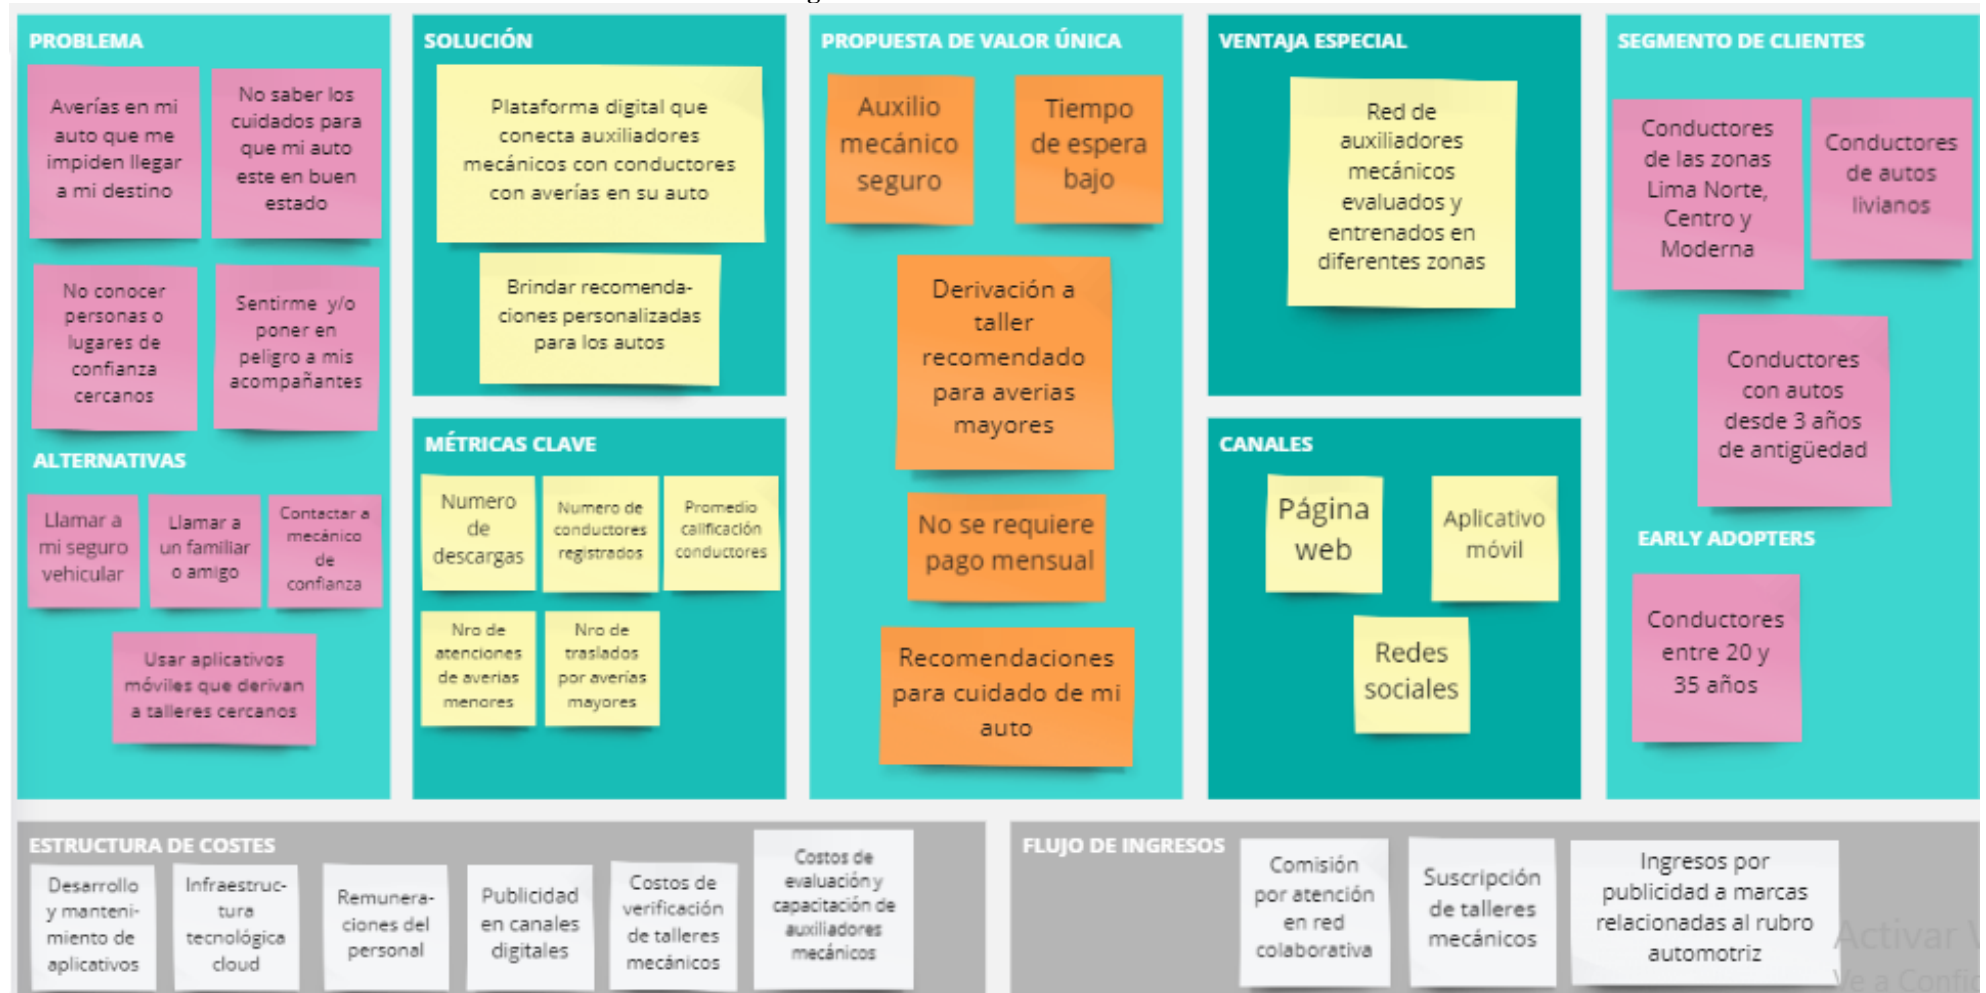 PROBLEMA
Averías en mi
auto que me
impiden llegar
a mi destino
No saber los
cuidados para
que mi auto
este en buen
estado
No conocer
personas o
lugares de
confianza
cercanos
Sentirme y/o
poner en
peligro a mis
acompañantes
ALTERNATIVAS
Llamar a
mi seguro
vehicular
Llamar a
un familiar
o amigo
Contactar a
mecánico
de
confianza
Usar aplicativos
móviles que derivan
a talleres cercanos
SOLUCIÓN
Plataforma digital que
conecta auxiliadores
mecánicos con conductores
con averías en su auto
Brindar recomenda-
ciones personalizadas
para los autos
MÉTRICAS CLAVE
Numero
de
descargas
Numero de
conductores
registrados
Promedio
calificación
conductores
Nro de
atenciones
de averias
menores
Nro de
traslados
por averías
mayores
PROPUESTA DE VALOR ÚNICA
Auxilio
mecánico
seguro
Tiempo
de espera
bajo
Derivación a
taller
recomendado
para averias
mayores
No se requiere
pago mensual
Recomendaciones
para cuidado de mi
auto
VENTAJA ESPECIAL
Red de
auxiliadores
mecánicos
evaluados y
entrenados en
diferentes zonas
CANALES
Página
web
Aplicativo
móvil
Redes
sociales
SEGMENTO DE CLIENTES
Conductores
de las zonas
Lima Norte,
Centro y
Moderna
Conductores
de autos
livianos
Conductores
con autos
desde 3 años
de antigüedad
EARLY ADOPTERS
Conductores
entre 20 y
35 años
ESTRUCTURA DE COSTES
Desarrollo
y manteni-
miento de
aplicativos
Infraestruc-
tura
tecnológica
cloud
Remunera-
ciones del
personal
Publicidad
en canales
digitales
Costos de
verificación
de talleres
mecánicos
Costos de
evaluación y
capacitación de
auxiliadores
mecánicos
FLUJO DE INGRESOS
Comisión
por atención
en red
colaborativa
Suscripción
de talleres
mecánicos
Ingresos por
publicidad a marcas
relacionadas al rubro
automotriz
Activar
Ve a Confi